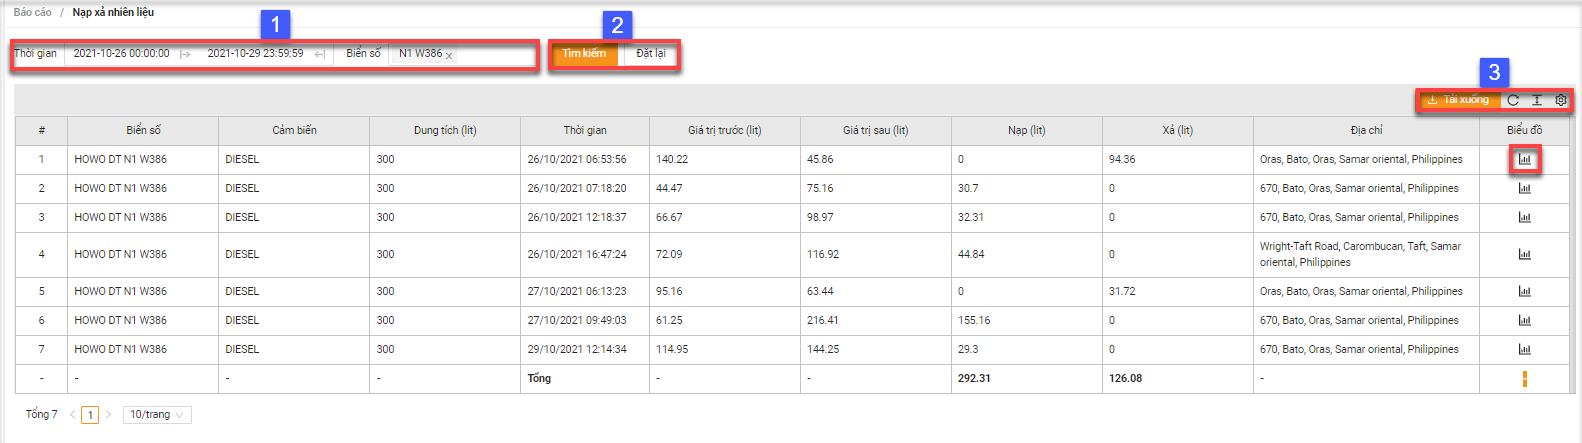 Báo cáo / Nạp xả nhiên liệu
1
2
Thời gian 2021-10-26 00:00:00 2021-10-29 23:59:59 Biển số N1 W386 x Tìm kiếm Đặt lại
3
Tải xuống
# Biển số Cảm biến Dung tích (lit) Thời gian Giá trị trước (lit) Giá trị sau (lit) Nạp (lit) Xả (lit) Địa chỉ Biểu đồ
1 HOWO DT N1 W386 DIESEL 300 26/10/2021 06:53:56 140.22 45.86 0 94.36 Oras, Bato, Oras, Samar oriental, Philippines
2 HOWO DT N1 W386 DIESEL 300 26/10/2021 07:18:20 44.47 75.16 30.7 0 670, Bato, Oras, Samar oriental, Philippines
3 HOWO DT N1 W386 DIESEL 300 26/10/2021 12:18:37 66.67 98.97 32.31 0 670, Bato, Oras, Samar oriental, Philippines
4 HOWO DT N1 W386 DIESEL 300 26/10/2021 16:47:24 72.09 116.92 44.84 0 Wright-Taft Road, Carombucan, Taft, Samar
oriental, Philippines
5 HOWO DT N1 W386 DIESEL 300 27/10/2021 06:13:23 95.16 63.44 0 31.72 Oras, Bato, Oras, Samar oriental, Philippines
6 HOWO DT N1 W386 DIESEL 300 27/10/2021 09:49:03 61.25 216.41 155.16 0 670, Bato, Oras, Samar oriental, Philippines
7 HOWO DT N1 W386 DIESEL 300 29/10/2021 12:14:34 114.95 144.25 29.3 0 670, Bato, Oras, Samar oriental, Philippines
- - - - Tổng - - 292.31 126.08 - -
Tổng 7 < 1 > 10/trang